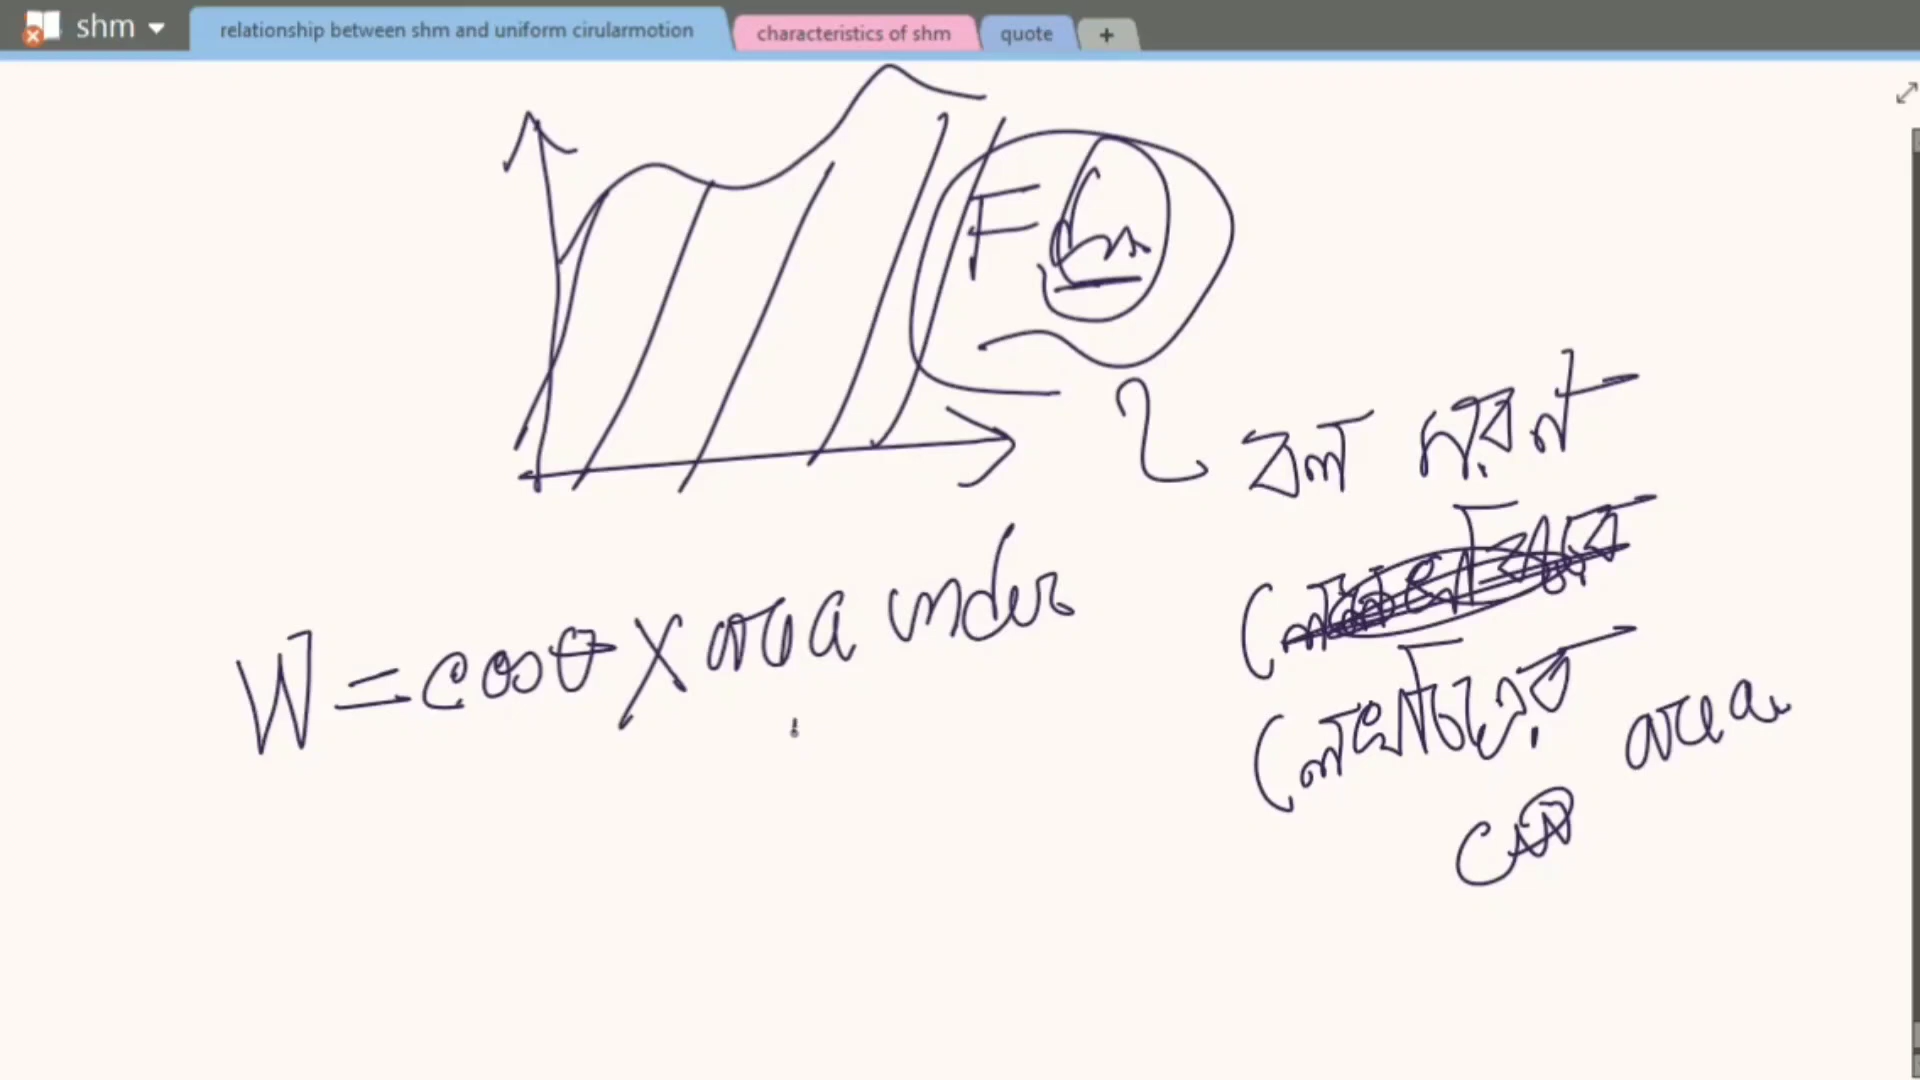 shm
relationship between shm and uniform cirularmotion
characteristics of shm
quote
+
F
বল সরণ
W = cosθ X area under
লেখচিত্রের area